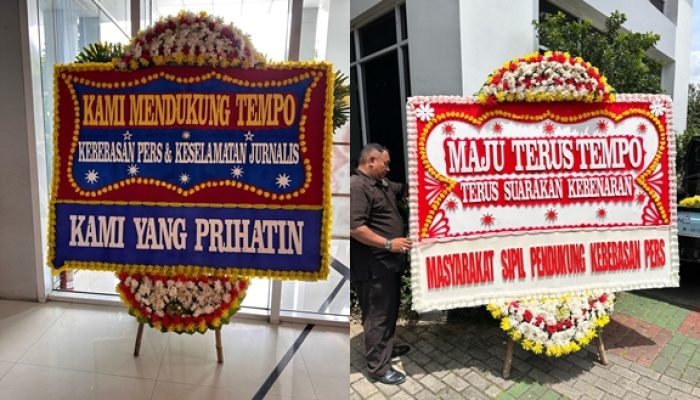 KAMI MENDUKUNG TEMPO
KEBEBASAN PERS & KESELAMATAN JURNALIS
KAMI YANG PRIHATIN
MAJU TERUS TEMPO
TERUS SUARAKAN KEBENARAN
MASYARAKAT SIPIL PENDUKUNG KEBEBASAN PERS